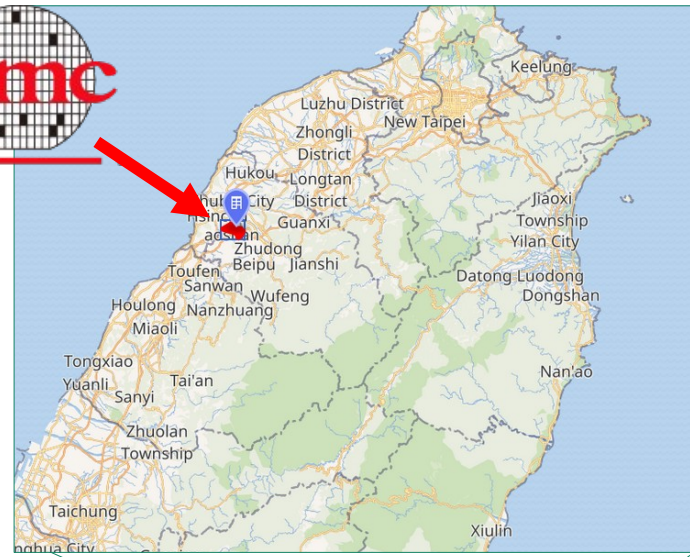 mc
Keelung
Luzhu District
New Taipei
Zhongli
District
Hukou
Longtan
District
City
Guanxi
Zhudong
Beipu
Jianshi
Jiaoxi
Township
Yilan City
Toufen
Sanwan
Wufeng
Datong
Luodong
Dongshan
Houlong
Nanzhuang
Miaoli
Tongxiao
Nan'ao
Yuanli
Tai'an
Sanyi
Zhuolan
Township
Taichung
Xiulin
nghua City